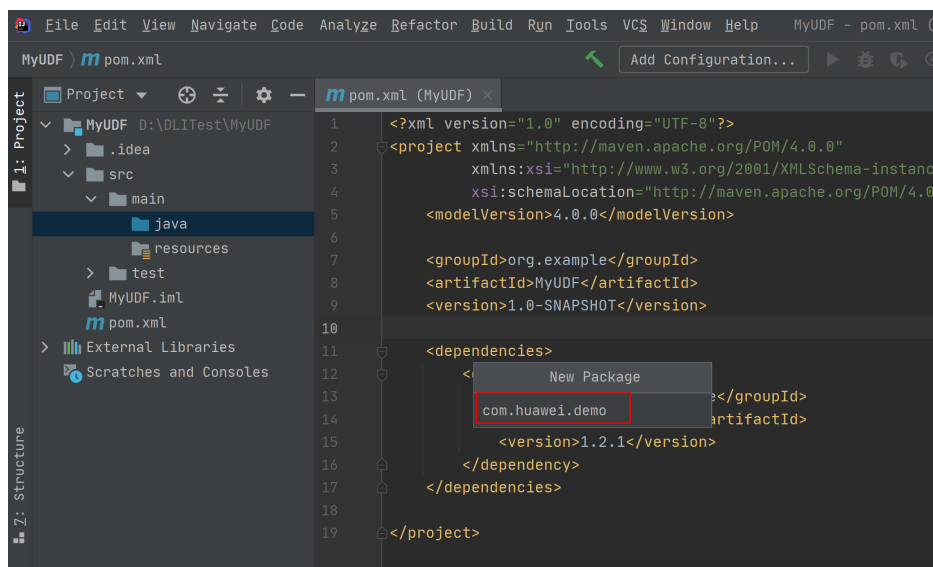 File Edit View Navigate Code Analyze Refactor Build Run Tools VCS Window Help MyUDF - pom.xml (
MyUDF pom.xml
Add Configuration...
1: Project
Project
MyUDF D:\DLITest\MyUDF
.idea
src
main
java
resources
test
MyUDF.iml
pom.xml
External Libraries
Scratches and Consoles
7: Structure
pom.xml (MyUDF)
1 <?xml version="1.0" encoding="UTF-8"?>
2 <project xmlns="http://maven.apache.org/POM/4.0.0"
3 xmlns:xsi="http://www.w3.org/2001/XMLSchema-instanc
4 xsi:schemaLocation="http://maven.apache.org/POM/4.0
5 <modelVersion>4.0.0</modelVersion>
6
7 <groupId>org.example</groupId>
8 <artifactId>MyUDF</artifactId>
9 <version>1.0-SNAPSHOT</version>
10
11 <dependencies>
12 <
New Package
13 </groupId>
com.huawei.demo
14 artifactId>
15 <version>1.2.1</version>
16 </dependency>
17 </dependencies>
18
19 </project>